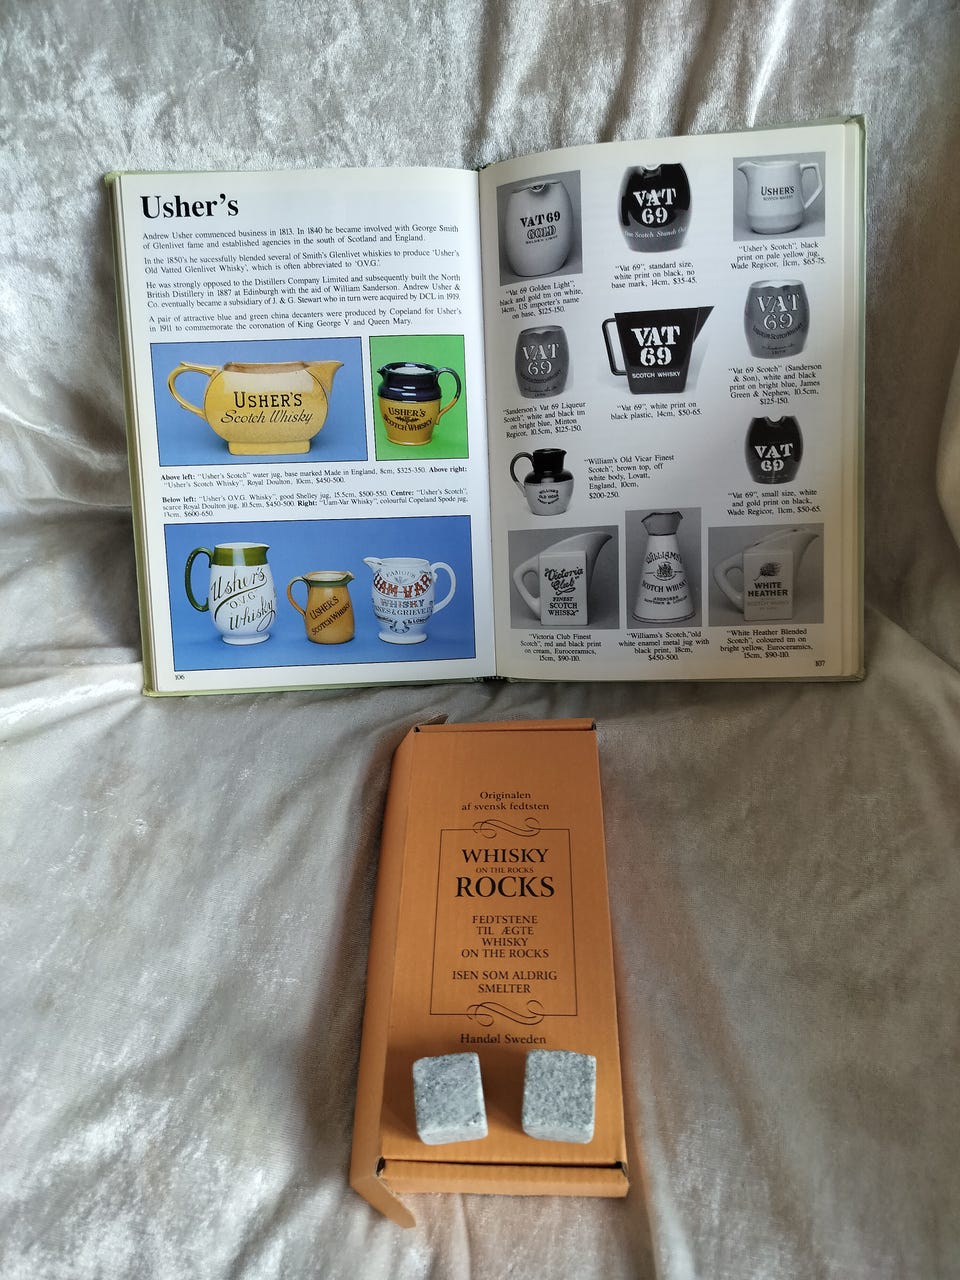 Usher's
Andrew Usher commenced business in 1813. In 1840 he became involved with George Smith
of Glenlivet fame and established agencies in the south of Scotland and England.
In the 1850's he sucessfully blended several of Smith's Glenlivet whiskies to produce 'Usher's
Old Vatted Glenlivet Whisky', which is often abbreviated to 'O.V.G.'
He was strongly opposed to the Distillers Company Limited and subsequently built the North
British Distillery in 1887 at Edinburgh with the aid of William Sanderson. Andrew Usher &
Co. eventually became a subsidiary of J. & G. Stewart who in turn were acquired by DCL in 1919.
A pair of attractive blue and green china decanters were produced by Copeland for Usher's
in 1911 to commemorate the coronation of King George V and Queen Mary.
USHER'S
Scotch Whisky
USHER'S
SCOTCH WHISKY
Above left: "Usher's Scotch" water jug, base marked Made in England, 8cm, $325-350. Above right:
"Usher's Scotch Whisky", Royal Doulton, 10cm, $450-500.
Below left: "Usher's O.V.G. Whisky", good Shelley jug, 15.5cm, $500-550. Centre: "Usher's Scotch",
scarce Royal Doulton jug, 10.5cm, $450-500. Right: "Uam-Var Whisky", colourful Copeland Spode jug,
13cm, $600-650.
Usher's
O.V.G.
Whisky
USHER'S
SCOTCH WHISKY
FAMOUS
UAM-VAR
WHISKY
INNES & GRIEVE
106
VAT 69
GOLD
"Vat 69 Golden Light",
black and gold tm on white,
14cm, US importer's name
on base, $125-150.
VAT
69
"Vat 69", standard size,
white print on black, no
base mark, 14cm, $35-45.
USHER'S
SCOTCH WHISKY
"Usher's Scotch", black
print on pale yellow jug,
Wade Regicor, 11cm, $65-75.
VAT
69
"Sanderson's Vat 69 Liqueur
Scotch", white and black tm
on bright blue, Minton
Regicor, 10.5cm, $125-150.
VAT
69
SCOTCH WHISKY
"Vat 69", white print on
black plastic, 14cm, $50-65.
VAT
69
"Vat 69 Scotch" (Sanderson
& Son), white and black
print on bright blue, James
Green & Nephew, 10.5cm,
$125-150.
"William's Old Vicar Finest
Scotch", brown top, off
white body, Lovatt,
England, 10cm,
$200-250.
VAT
69
"Vat 69", small size, white
and gold print on black,
Wade Regicor, 11cm, $50-65.
Victoria
Club
FINEST
SCOTCH
WHISKY
"Victoria Club Finest
Scotch", red and black print
on cream, Euroceramics,
15cm, $90-110.
WILLIAMS'
SCOTCH WHISKY
"Williams's Scotch,"old
white enamel metal jug with
black print, 18cm,
$450-500.
WHITE
HEATHER
SCOTCH WHISKY
"White Heather Blended
Scotch", coloured tm on
bright yellow, Euroceramics,
15cm, $90-110.
107
Originalen
af svensk fedtsten
WHISKY
ON THE ROCKS
ROCKS
FEDTSTENE
TIL ÆGTE
WHISKY
ON THE ROCKS
ISEN SOM ALDRIG
SMELTER
Handøl Sweden